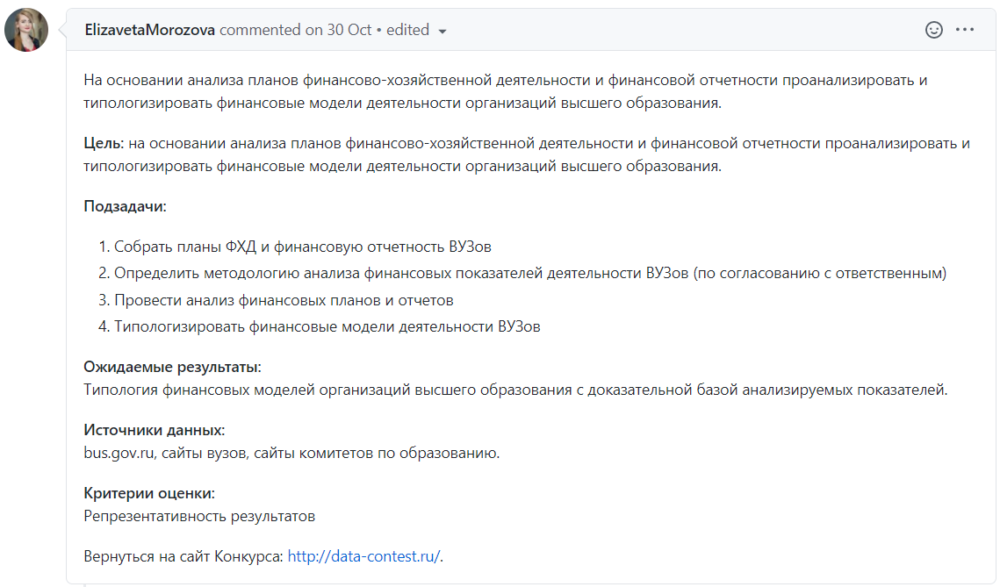 ElizavetaMorozova commented on 30 Oct • edited
На основании анализа планов финансово-хозяйственной деятельности и финансовой отчетности проанализировать и
типологизировать финансовые модели деятельности организаций высшего образования.
Цель: на основании анализа планов финансово-хозяйственной деятельности и финансовой отчетности проанализировать и
типологизировать финансовые модели деятельности организаций высшего образования.
Подзадачи:
1. Собрать планы ФХД и финансовую отчетность ВУЗов
2. Определить методологию анализа финансовых показателей деятельности ВУЗов (по согласованию с ответственным)
3. Провести анализ финансовых планов и отчетов
4. Типологизировать финансовые модели деятельности ВУЗов
Ожидаемые результаты:
Типология финансовых моделей организаций высшего образования с доказательной базой анализируемых показателей.
Источники данных:
bus.gov.ru, сайты вузов, сайты комитетов по образованию.
Критерии оценки:
Репрезентативность результатов
Вернуться на сайт Конкурса: http://data-contest.ru/.